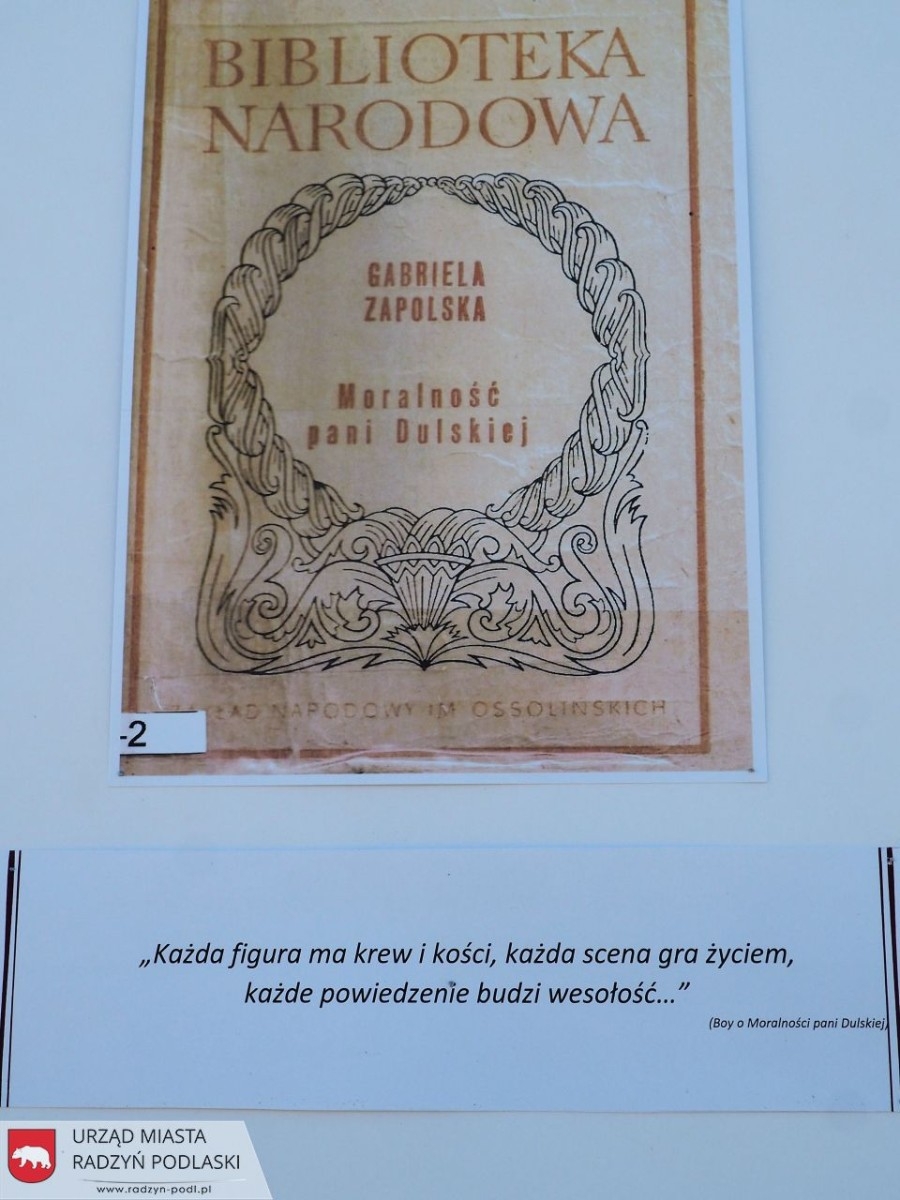 BIBLIOTEKA
NARODOWA
GABRIELA
ZAPOLSKA
Moralność
pani Dulskiej
ZAKŁAD NARODOWY IM. OSSOLIŃSKICH
-2
„Każda figura ma krew i kości, każda scena gra życiem,
każde powiedzenie budzi wesołość...”
(Boy o Moralności pani Dulskiej)
URZĄD MIASTA
RADZYŃ PODLASKI
www.radzyn-podl.pl